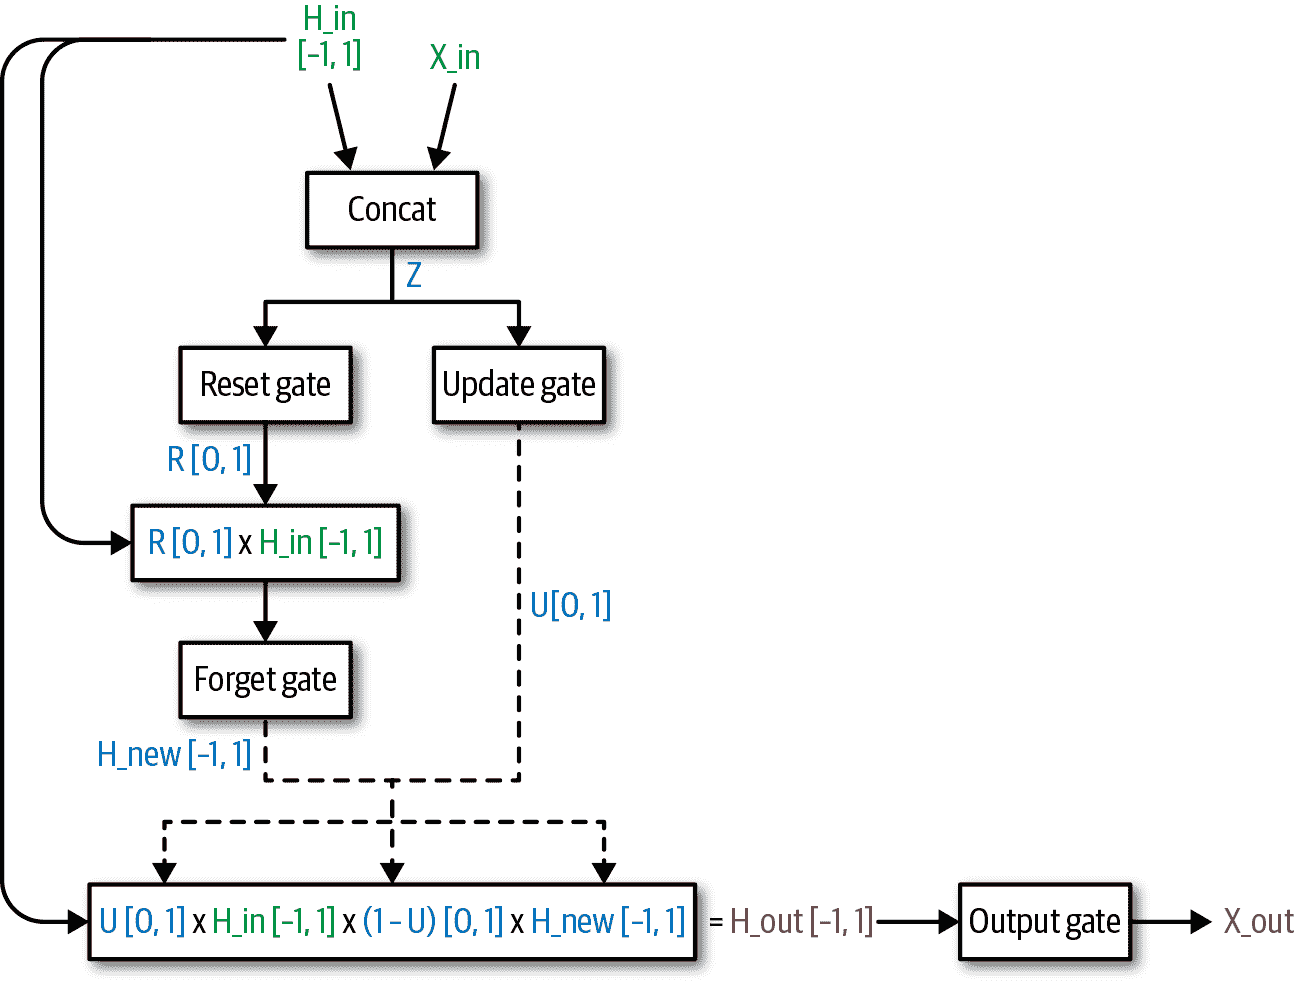 H_in
[–1, 1]
X_in
Concat
Z
Reset gate
Update gate
R [0, 1]
R [0, 1] x H_in [–1, 1]
U[0, 1]
Forget gate
H_new [–1, 1]
U [0, 1] x H_in [–1, 1] x (1 – U) [0, 1] x H_new [–1, 1] = H_out [–1, 1]
Output gate
X_out